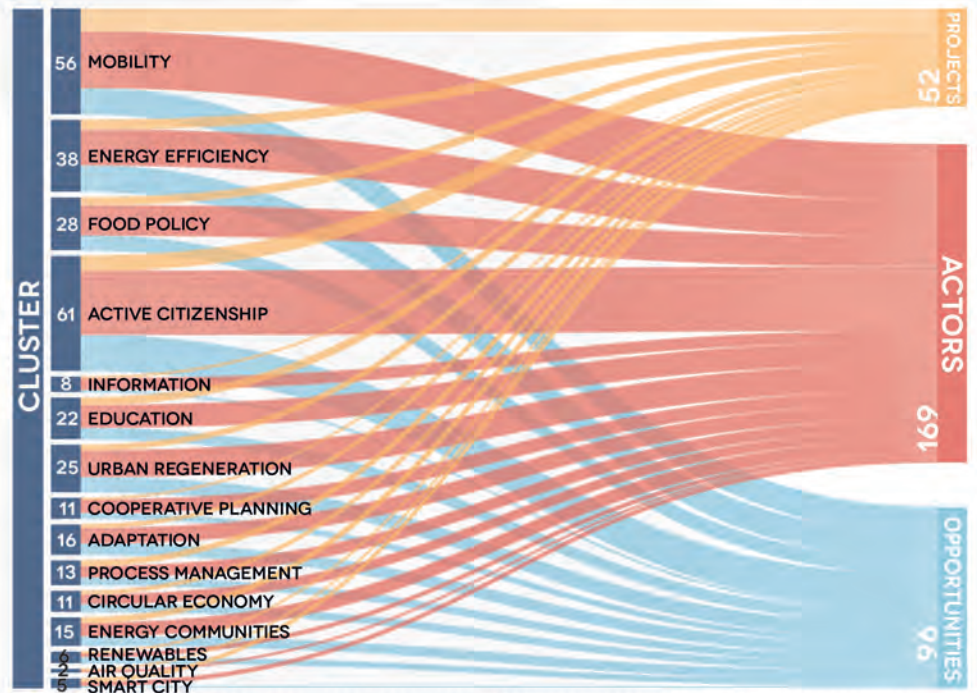 CLUSTER
56 MOBILITY
38 ENERGY EFFICIENCY
28 FOOD POLICY
61 ACTIVE CITIZENSHIP
8 INFORMATION
22 EDUCATION
25 URBAN REGENERATION
11 COOPERATIVE PLANNING
16 ADAPTATION
13 PROCESS MANAGEMENT
11 CIRCULAR ECONOMY
15 ENERGY COMMUNITIES
6 RENEWABLES
2 AIR QUALITY
5 SMART CITY
PROJECTS
52
ACTORS
169
OPPORTUNITIES
96